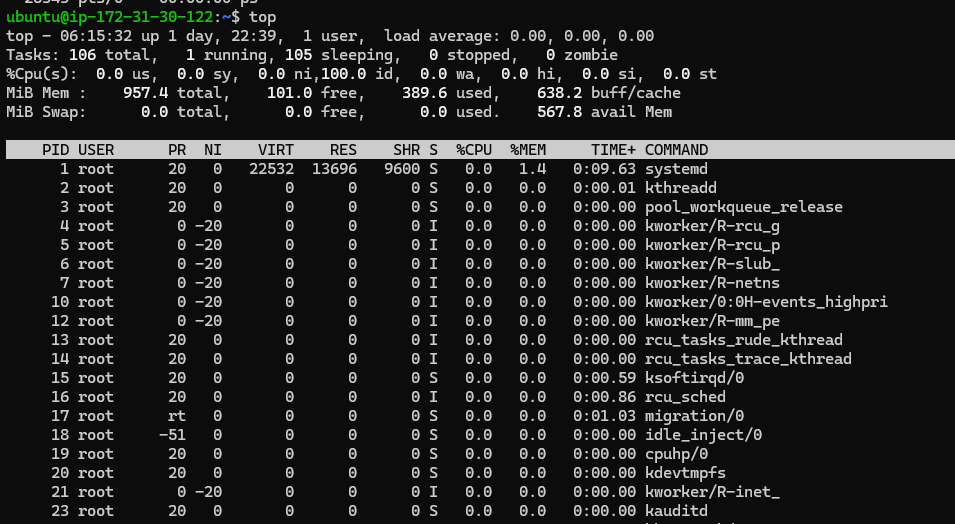 28543 pts/0    00:00:00 ps
ubuntu@ip-172-31-30-122:~$ top
top - 06:15:32 up 1 day, 22:39,  1 user,  load average: 0.00, 0.00, 0.00
Tasks: 106 total,   1 running, 105 sleeping,   0 stopped,   0 zombie
%Cpu(s):  0.0 us,  0.0 sy,  0.0 ni,100.0 id,  0.0 wa,  0.0 hi,  0.0 si,  0.0 st
MiB Mem :    957.4 total,    101.0 free,    389.6 used,    638.2 buff/cache
MiB Swap:      0.0 total,      0.0 free,      0.0 used.    567.8 avail Mem
PID USER      PR  NI    VIRT    RES    SHR S  %CPU  %MEM     TIME+ COMMAND
1 root      20   0   22532  13696   9600 S   0.0   1.4   0:09.63 systemd
2 root      20   0       0      0      0 S   0.0   0.0   0:00.01 kthreadd
3 root      20   0       0      0      0 S   0.0   0.0   0:00.00 pool_workqueue_release
4 root       0 -20       0      0      0 I   0.0   0.0   0:00.00 kworker/R-rcu_g
5 root       0 -20       0      0      0 I   0.0   0.0   0:00.00 kworker/R-rcu_p
6 root       0 -20       0      0      0 I   0.0   0.0   0:00.00 kworker/R-slub_
7 root       0 -20       0      0      0 I   0.0   0.0   0:00.00 kworker/R-netns
10 root       0 -20       0      0      0 I   0.0   0.0   0:00.00 kworker/0:0H-events_highpri
12 root       0 -20       0      0      0 I   0.0   0.0   0:00.00 kworker/R-mm_pe
13 root      20   0       0      0      0 I   0.0   0.0   0:00.00 rcu_tasks_rude_kthread
14 root      20   0       0      0      0 I   0.0   0.0   0:00.00 rcu_tasks_trace_kthread
15 root      20   0       0      0      0 S   0.0   0.0   0:00.59 ksoftirqd/0
16 root      20   0       0      0      0 I   0.0   0.0   0:00.86 rcu_sched
17 root      rt   0       0      0      0 S   0.0   0.0   0:01.03 migration/0
18 root     -51   0       0      0      0 S   0.0   0.0   0:00.00 idle_inject/0
19 root      20   0       0      0      0 S   0.0   0.0   0:00.00 cpuhp/0
20 root      20   0       0      0      0 S   0.0   0.0   0:00.00 kdevtmpfs
21 root       0 -20       0      0      0 I   0.0   0.0   0:00.00 kworker/R-inet_
23 root      20   0       0      0      0 S   0.0   0.0   0:00.00 kauditd